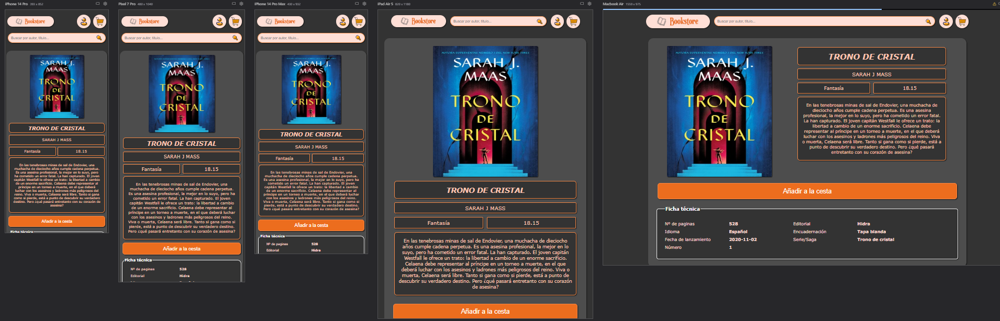 iPhone 14 Pro 393 x 852
Bookstore
Buscar por autor, título...
SARAH J.
MAAS
TRONO
DE
CRISTAL
TRONO DE CRISTAL
SARAH J MASS
Fantasía
18.15
En las tenebrosas minas de sal de Endovier, una
muchacha de dieciocho años cumple cadena perpetua.
Es una asesina profesional, la mejor en lo suyo, pero
ha cometido un error fatal. La han capturado. El joven
capitán Westfall le ofrece un trato: la libertad a cambio
de un enorme sacrificio. Celaena debe representar al
príncipe en un torneo a muerte, en el que deberá
luchar con los asesinos y ladrones más peligrosos del
reino. Viva o muerta, Celaena será libre. Tanto si gana
como si pierde, está a punto de descubrir su verdadero
destino. Pero ¿qué pasará entretanto con su corazón de
asesina?
Añadir a la cesta
Ficha técnica
Pixel 7 Pro 480 x 1040
Bookstore
Buscar por autor, título...
SARAH J.
MAAS
TRONO
DE
CRISTAL
TRONO DE CRISTAL
SARAH J MASS
Fantasía
18.15
En las tenebrosas minas de sal de Endovier, una
muchacha de dieciocho años cumple cadena perpetua.
Es una asesina profesional, la mejor en lo suyo, pero ha
cometido un error fatal. La han capturado. El joven
capitán Westfall le ofrece un trato: la libertad a cambio
de un enorme sacrificio. Celaena debe representar al
príncipe en un torneo a muerte, en el que deberá luchar
con los asesinos y ladrones más peligrosos del reino.
Viva o muerta, Celaena será libre. Tanto si gana como si
pierde, está a punto de descubrir su verdadero destino.
Pero ¿qué pasará entretanto con su corazón de asesina?
Añadir a la cesta
Ficha técnica
Nº de paginas 528
Editorial Hidra
iPhone 14 Pro Max 430 x 932
Bookstore
Buscar por autor, título...
SARAH J.
MAAS
TRONO
DE
CRISTAL
TRONO DE CRISTAL
SARAH J MASS
Fantasía
18.15
En las tenebrosas minas de sal de Endovier, una
muchacha de dieciocho años cumple cadena perpetua.
Es una asesina profesional, la mejor en lo suyo, pero ha
cometido un error fatal. La han capturado. El joven
capitán Westfall le ofrece un trato: la libertad a cambio
de un enorme sacrificio. Celaena debe representar al
príncipe en un torneo a muerte, en el que deberá luchar
con los asesinos y ladrones más peligrosos del reino.
Viva o muerta, Celaena será libre. Tanto si gana como si
pierde, está a punto de descubrir su verdadero destino.
Pero ¿qué pasará entretanto con su corazón de asesina?
Añadir a la cesta
Ficha técnica
Nº de paginas 528
Editorial Hidra
iPad Air 5 820 x 1180
Bookstore
Buscar por autor, título...
AUTORA SUPERVENTAS NÚMERO 1 DEL NEW YORK TIMES
SARAH J.
MAAS
TRONO
DE
CRISTAL
TRONO DE CRISTAL
SARAH J MASS
Fantasía
18.15
En las tenebrosas minas de sal de Endovier, una muchacha de dieciocho
años cumple cadena perpetua. Es una asesina profesional, la mejor en lo
suyo, pero ha cometido un error fatal. La han capturado. El joven capitán
Westfall le ofrece un trato: la libertad a cambio de un enorme sacrificio.
Celaena debe representar al príncipe en un torneo a muerte, en el que
deberá luchar con los asesinos y ladrones más peligrosos del reino. Viva o
muerta, Celaena será libre. Tanto si gana como si pierde, está a punto de
descubrir su verdadero destino. Pero ¿qué pasará entretanto con su corazón
de asesina?
Añadir a la cesta
Macbook Air 1559 x 975
Bookstore
Buscar por autor, título...
AUTORA SUPERVENTAS NÚMERO 1 DEL NEW YORK TIMES
SARAH J.
MAAS
TRONO
DE
CRISTAL
TRONO DE CRISTAL
SARAH J MASS
Fantasía
18.15
En las tenebrosas minas de sal de Endovier, una muchacha de
dieciocho años cumple cadena perpetua. Es una asesina
profesional, la mejor en lo suyo, pero ha cometido un error fatal.
La han capturado. El joven capitán Westfall le ofrece un trato: la
libertad a cambio de un enorme sacrificio. Celaena debe
representar al príncipe en un torneo a muerte, en el que deberá
luchar con los asesinos y ladrones más peligrosos del reino. Viva
o muerta, Celaena será libre. Tanto si gana como si pierde, está a
punto de descubrir su verdadero destino. Pero ¿qué pasará
entretanto con su corazón de asesina?
Añadir a la cesta
Ficha técnica
Nº de paginas 528 Editorial Hidra
Idioma Español Encuadernación Tapa blanda
Fecha de lanzamiento 2020-11-02 Serie/Saga Trono de cristal
Número 1